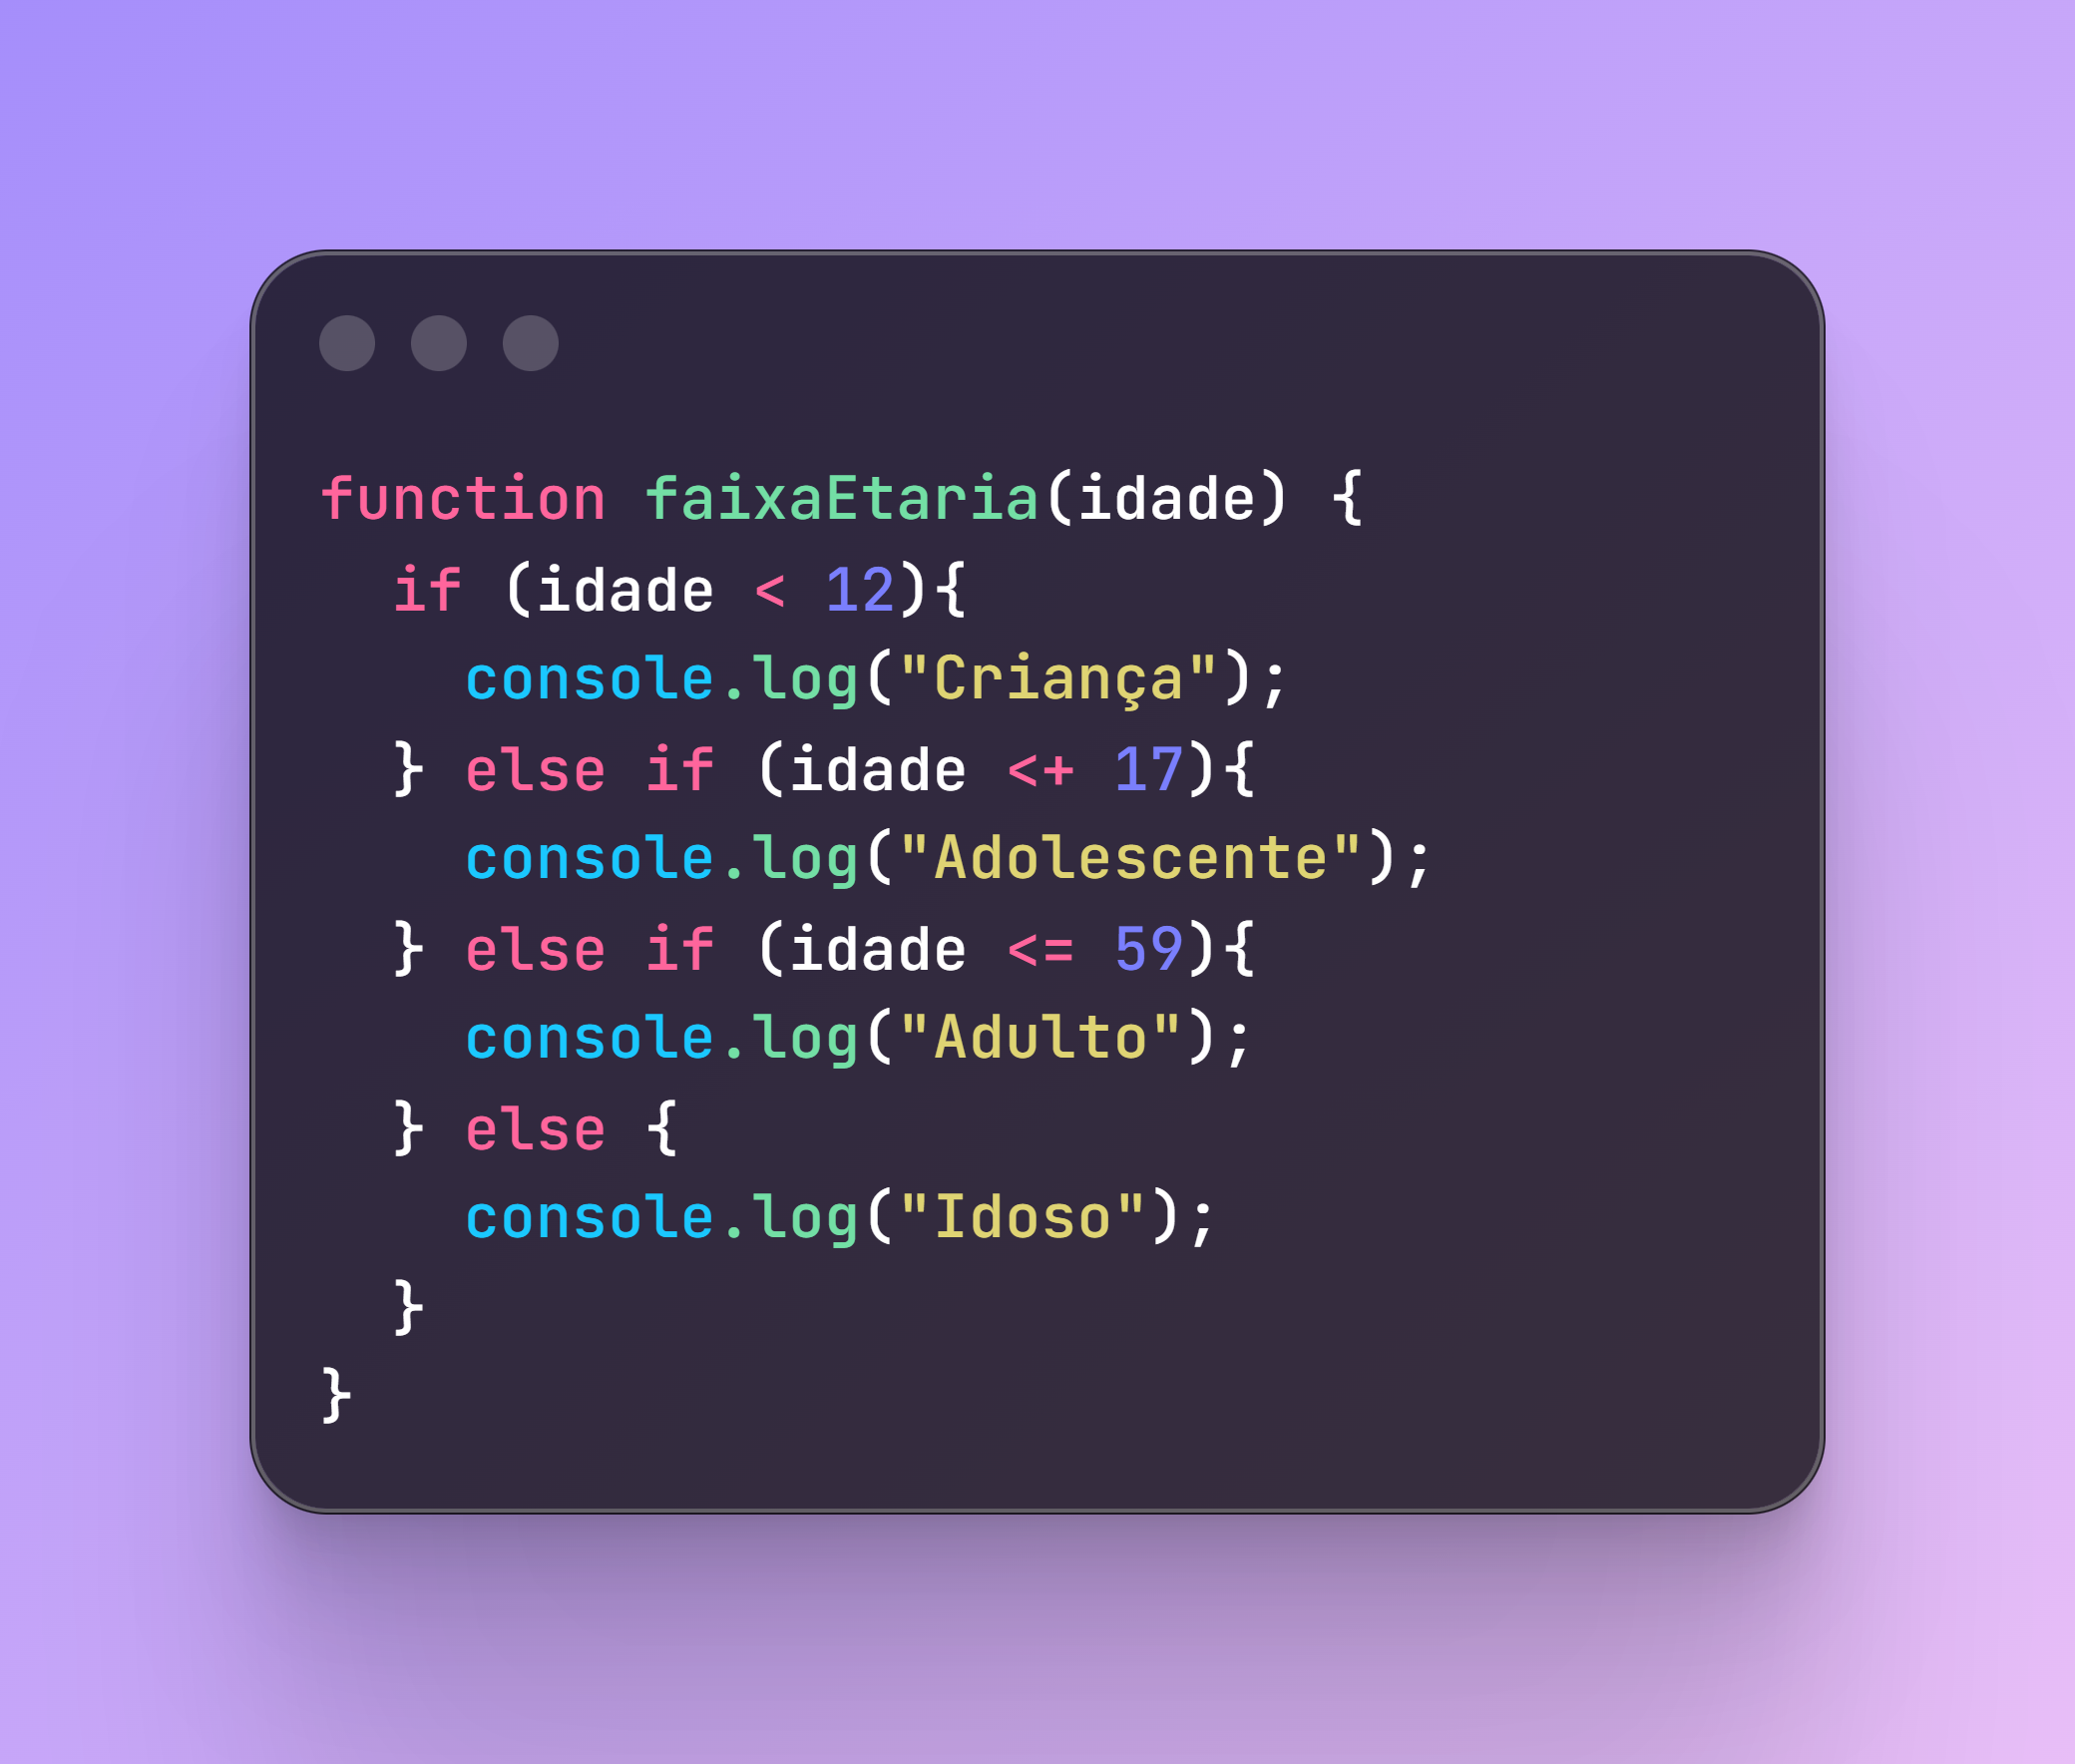 function faixaEtaria(idade) {
  if (idade < 12){
    console.log("Criança");
  } else if (idade <+ 17){
    console.log("Adolescente");
  } else if (idade <= 59){
    console.log("Adulto");
  } else {
    console.log("Idoso");
  }
}